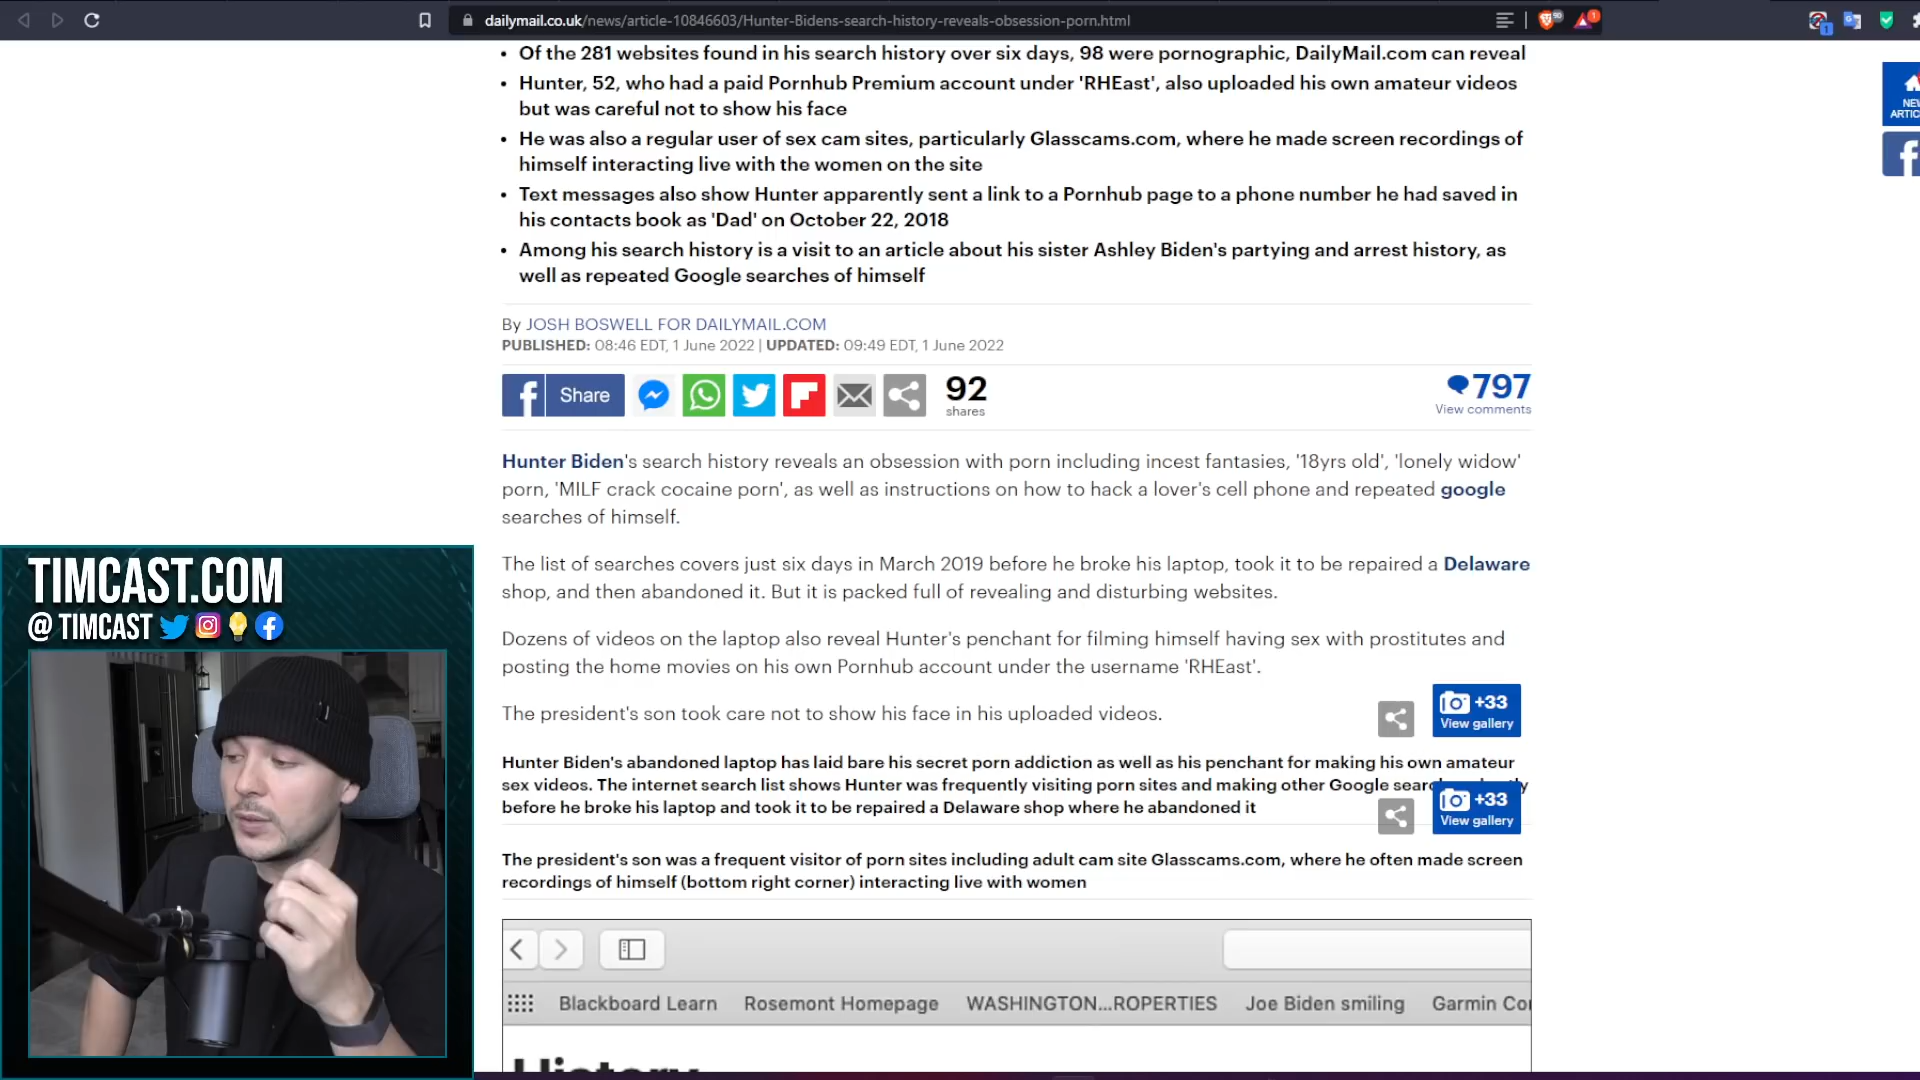 dailymail.co.uk/news/article-10846603/Hunter-Bidens-search-history-reveals-obsession-porn.html
Of the 281 websites found in his search history over six days, 98 were pornographic, DailyMail.com can reveal
Hunter, 52, who had a paid Pornhub Premium account under 'RHEast', also uploaded his own amateur videos
but was careful not to show his face
He was also a regular user of sex cam sites, particularly Glasscams.com, where he made screen recordings of
himself interacting live with the women on the site
Text messages also show Hunter apparently sent a link to a Pornhub page to a phone number he had saved in
his contacts book as 'Dad' on October 22, 2018
Among his search history is a visit to an article about his sister Ashley Biden's partying and arrest history, as
well as repeated Google searches of himself
By JOSH BOSWELL FOR DAILYMAIL.COM
PUBLISHED: 08:46 EDT, 1 June 2022 | UPDATED: 09:49 EDT, 1 June 2022
Share
92
shares
797
View comments
Hunter Biden's search history reveals an obsession with porn including incest fantasies, '18yrs old', 'lonely widow'
porn, 'MILF crack cocaine porn', as well as instructions on how to hack a lover's cell phone and repeated google
searches of himself.
The list of searches covers just six days in March 2019 before he broke his laptop, took it to be repaired a Delaware
shop, and then abandoned it. But it is packed full of revealing and disturbing websites.
Dozens of videos on the laptop also reveal Hunter's penchant for filming himself having sex with prostitutes and
posting the home movies on his own Pornhub account under the username 'RHEast'.
The president's son took care not to show his face in his uploaded videos.
+33
View gallery
Hunter Biden's abandoned laptop has laid bare his secret porn addiction as well as his penchant for making his own amateur
sex videos. The internet search list shows Hunter was frequently visiting porn sites and making other Google
before he broke his laptop and took it to be repaired a Delaware shop where he abandoned it
+33
View gallery
The president's son was a frequent visitor of porn sites including adult cam site Glasscams.com, where he often made screen
recordings of himself (bottom right corner) interacting live with women
Blackboard Learn Rosemont Homepage WASHINGTON...ROPERTIES Joe Biden smiling Garmin Co
History
TIMCAST.COM
@ TIMCAST